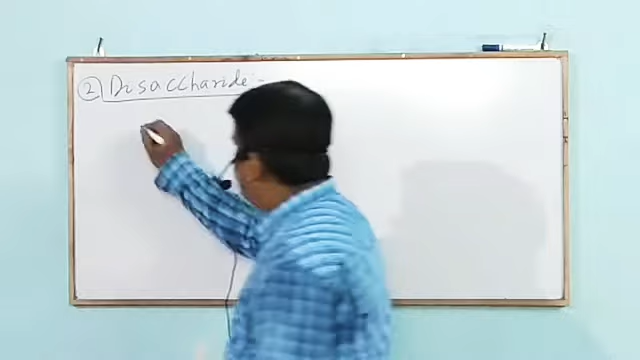 ② Disaccharide :-